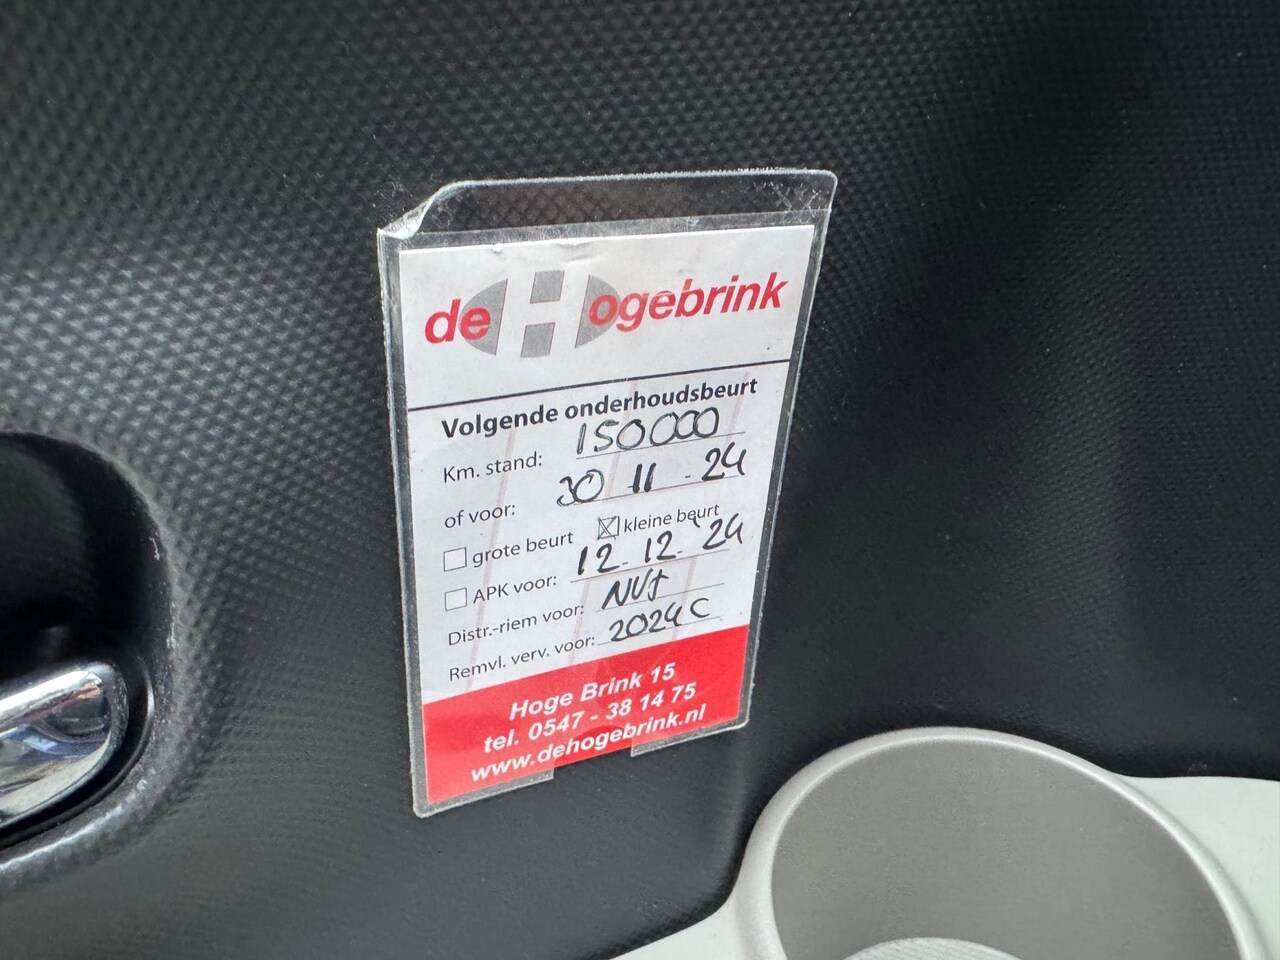 de Hogebrink
Volgende onderhoudsbeurt
Km. stand: 150000
of voor: 30 11 - 24
grote beurt kleine beurt
APK voor: 12-12-'24
Distr.-riem voor: NVt
Remvl. verv. voor: 2024 C
Hoge Brink 15
tel. 0547 - 38 14 75
www.dehogebrink.nl